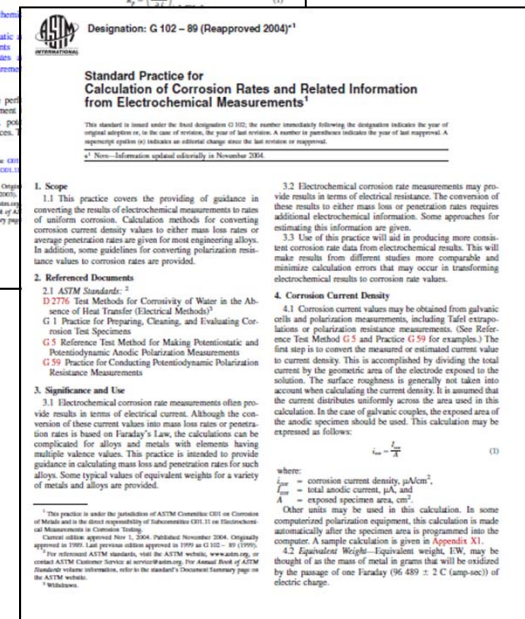 ASTM
INTERNATIONAL
Designation: G 102 – 89 (Reapproved 2004)ᵋ¹
Standard Practice for
Calculation of Corrosion Rates and Related Information
from Electrochemical Measurements¹
This standard is issued under the fixed designation G 102; the number immediately following the designation indicates the year of
original adoption or, in the case of revision, the year of last revision. A number in parentheses indicates the year of last reapproval. A
superscript epsilon (ε) indicates an editorial change since the last revision or reapproval.
ε¹ NOTE—Information updated editorially in November 2004.
1. Scope
1.1 This practice covers the providing of guidance in
converting the results of electrochemical measurements to rates
of uniform corrosion. Calculation methods for converting
corrosion current density values to either mass loss rates or
average penetration rates are given for most engineering alloys.
In addition, some guidelines for converting polarization resis-
tance values to corrosion rates are provided.
2. Referenced Documents
2.1 ASTM Standards: ²
D 2776 Test Methods for Corrosivity of Water in the Ab-
sence of Heat Transfer (Electrical Methods)³
G 1 Practice for Preparing, Cleaning, and Evaluating Cor-
rosion Test Specimens
G 5 Reference Test Method for Making Potentiostatic and
Potentiodynamic Anodic Polarization Measurements
G 59 Practice for Conducting Potentiodynamic Polarization
Resistance Measurements
3. Significance and Use
3.1 Electrochemical corrosion rate measurements often pro-
vide results in terms of electrical current. Although the con-
version of these current values into mass loss rates or penetra-
tion rates is based on Faraday's Law, the calculations can be
complicated for alloys and metals with elements having
multiple valence values. This practice is intended to provide
guidance in calculating mass loss and penetration rates for such
alloys. Some typical values of equivalent weights for a variety
of metals and alloys are provided.
¹ This practice is under the jurisdiction of ASTM Committee G01 on Corrosion
of Metals and is the direct responsibility of Subcommittee G01.11 on Electrochemi-
cal Measurements in Corrosion Testing.
Current edition approved Nov 1, 2004. Published November 2004. Originally
approved in 1989. Last previous edition approved in 1999 as G 102 – 89 (1999).
² For referenced ASTM standards, visit the ASTM website, www.astm.org, or
contact ASTM Customer Service at service@astm.org. For Annual Book of ASTM
Standards volume information, refer to the standard's Document Summary page on
the ASTM website.
³ Withdrawn.
3.2 Electrochemical corrosion rate measurements may pro-
vide results in terms of electrical resistance. The conversion of
these results to either mass loss or penetration rates requires
additional electrochemical information. Some approaches for
estimating this information are given.
3.3 Use of this practice will aid in producing more consis-
tent corrosion rate data from electrochemical results. This will
make results from different studies more comparable and
minimize calculation errors that may occur in transforming
electrochemical results to corrosion rate values.
4. Corrosion Current Density
4.1 Corrosion current values may be obtained from galvanic
cells and polarization measurements, including Tafel extrapo-
lations or polarization resistance measurements. (See Refer-
ence Test Method G 5 and Practice G 59 for examples.) The
first step is to convert the measured or estimated current value
to current density. This is accomplished by dividing the total
current by the geometric area of the electrode exposed to the
solution. The surface roughness is generally not taken into
account when calculating the current density. It is assumed that
the current distributes uniformly across the area used in this
calculation. In the case of galvanic couples, the exposed area of
the anodic specimen should be used. This calculation may be
expressed as follows:
i_cor = I_cor / A (1)
where:
i_cor = corrosion current density, μA/cm²,
I_cor = total anodic current, μA, and
A = exposed specimen area, cm².
Other units may be used in this calculation. In some
computerized polarization equipment, this calculation is made
automatically after the specimen area is programmed into the
computer. A sample calculation is given in Appendix X1.
4.2 Equivalent Weight—Equivalent weight, EW, may be
thought of as the mass of metal in grams that will be oxidized
by the passage of one Faraday (96 489 ± 2 C (amp-sec)) of
electric charge.